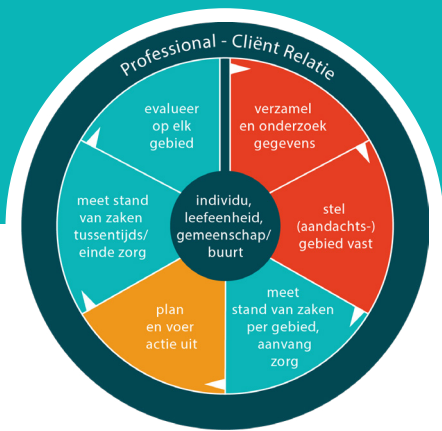 Professional - Cliënt Relatie
verzamel
en onderzoek
gegevens
stel
(aandachts-)
gebied vast
meet
stand van zaken
per gebied,
aanvang
zorg
plan
en voer
actie uit
meet stand
van zaken
tussentijds/
einde zorg
evalueer
op elk
gebied
individu,
leefeenheid,
gemeenschap/
buurt